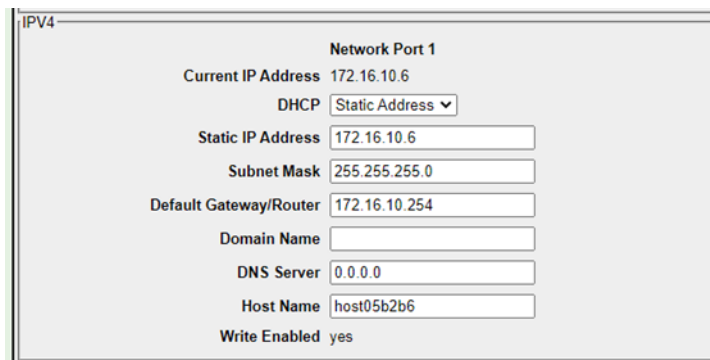 IPV4
Network Port 1
Current IP Address 172.16.10.6
DHCP Static Address
Static IP Address 172.16.10.6
Subnet Mask 255.255.255.0
Default Gateway/Router 172.16.10.254
Domain Name
DNS Server 0.0.0.0
Host Name host05b2b6
Write Enabled yes